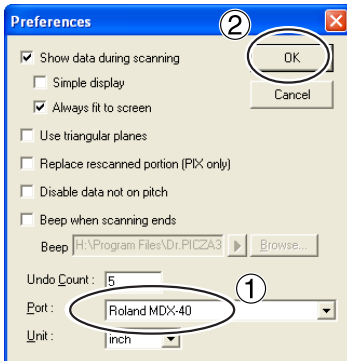 Preferences
②
Show data during scanning
OK
Simple display
Cancel
Always fit to screen
Use triangular planes
Replace rescanned portion (PIX only)
Disable data not on pitch
Beep when scanning ends
Beep H:\Program Files\Dr.PICZA3 Browse...
Undo Count : 5
①
Port : Roland MDX-40
Unit : inch